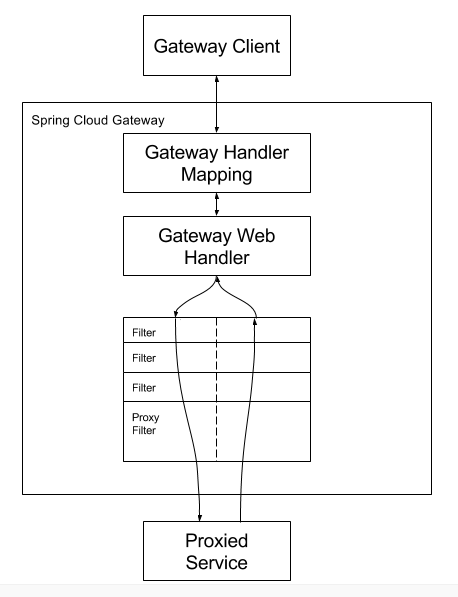 Gateway Client
Spring Cloud Gateway
Gateway Handler
Mapping
Gateway Web
Handler
Filter
Filter
Filter
Proxy
Filter
Proxied
Service